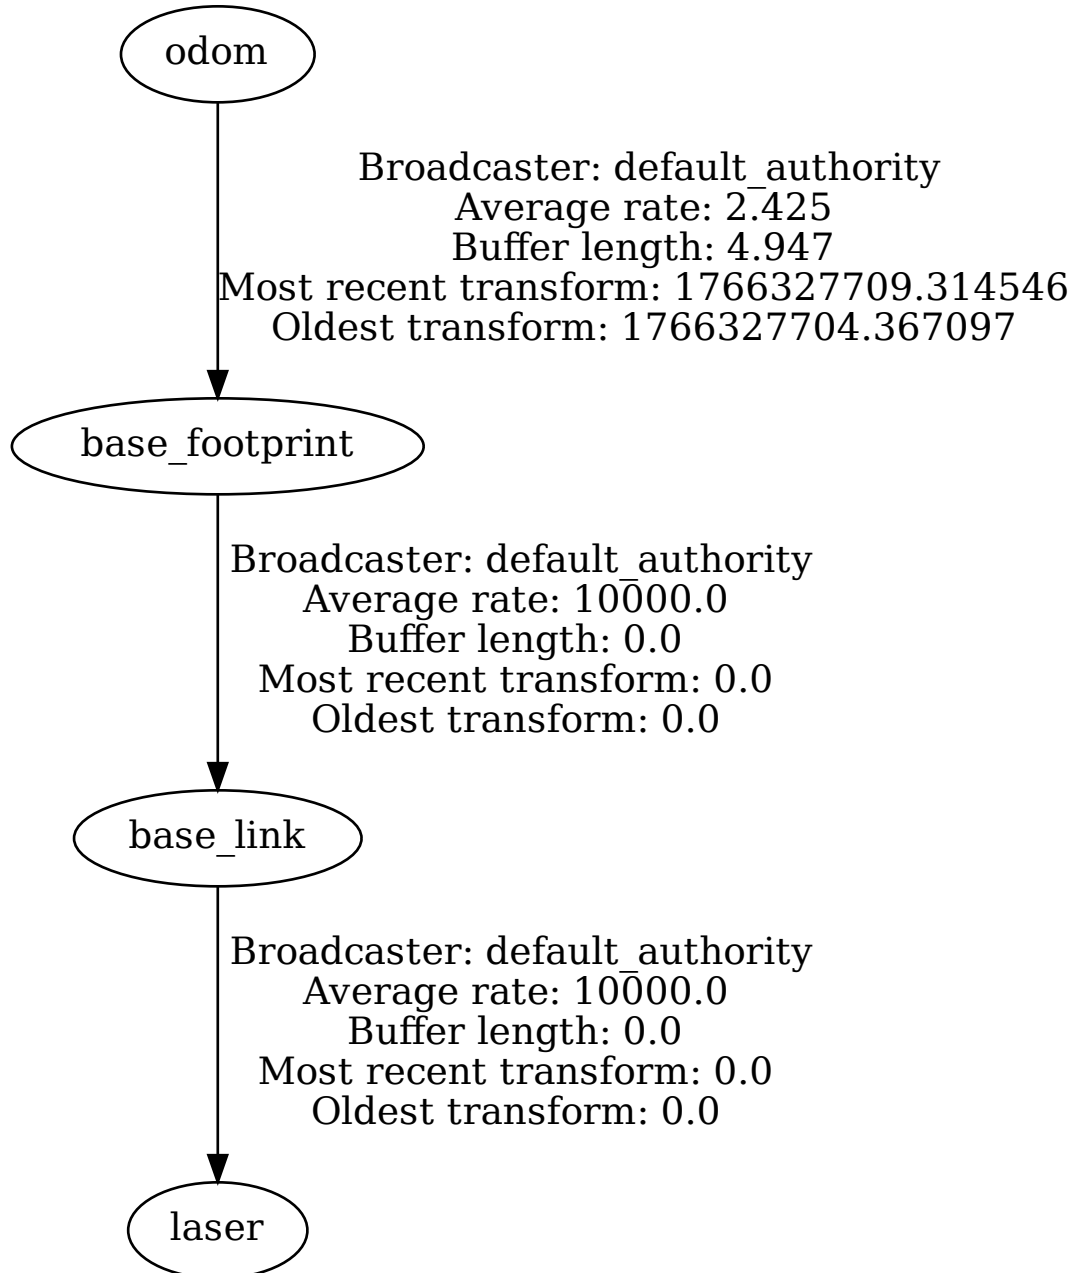 odom
Broadcaster: default_authority
Average rate: 2.425
Buffer length: 4.947
Most recent transform: 1766327709.314546
Oldest transform: 1766327704.367097
base_footprint
Broadcaster: default_authority
Average rate: 10000.0
Buffer length: 0.0
Most recent transform: 0.0
Oldest transform: 0.0
base_link
Broadcaster: default_authority
Average rate: 10000.0
Buffer length: 0.0
Most recent transform: 0.0
Oldest transform: 0.0
laser